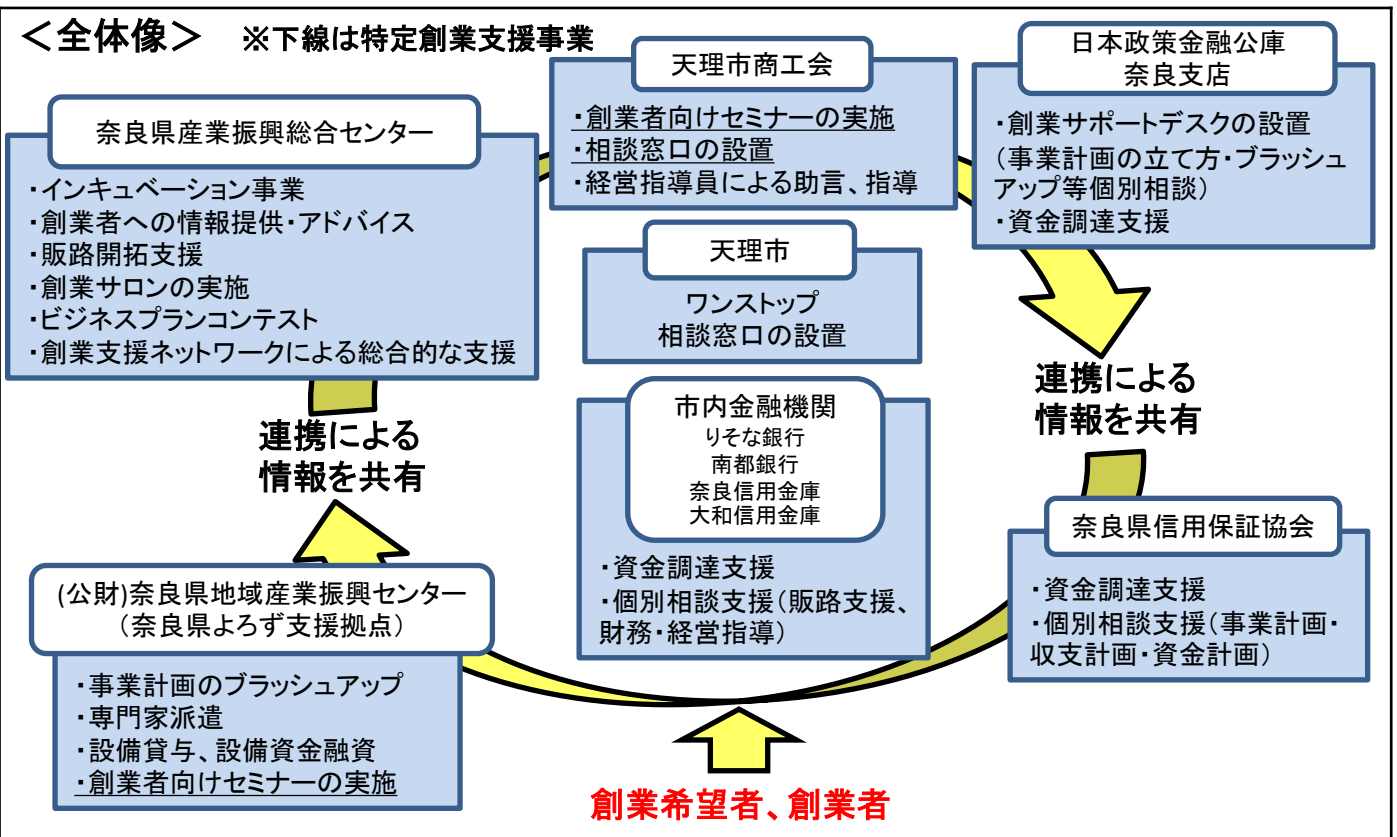 ＜全体像＞ ※下線は特定創業支援事業
奈良県産業振興総合センター
・インキュベーション事業
・創業者への情報提供・アドバイス
・販路開拓支援
・創業サロンの実施
・ビジネスプランコンテスト
・創業支援ネットワークによる総合的な支援
天理市商工会
・創業者向けセミナーの実施
・相談窓口の設置
・経営指導員による助言、指導
日本政策金融公庫
奈良支店
・創業サポートデスクの設置
（事業計画の立て方・ブラッシュ
アップ等個別相談）
・資金調達支援
天理市
ワンストップ
相談窓口の設置
連携による
情報を共有
連携による
情報を共有
市内金融機関
りそな銀行
南都銀行
奈良信用金庫
大和信用金庫
・資金調達支援
・個別相談支援（販路支援、
財務・経営指導）
奈良県信用保証協会
・資金調達支援
・個別相談支援（事業計画・
収支計画・資金計画）
(公財)奈良県地域産業振興センター
（奈良県よろず支援拠点）
・事業計画のブラッシュアップ
・専門家派遣
・設備貸与、設備資金融資
・創業者向けセミナーの実施
創業希望者、創業者